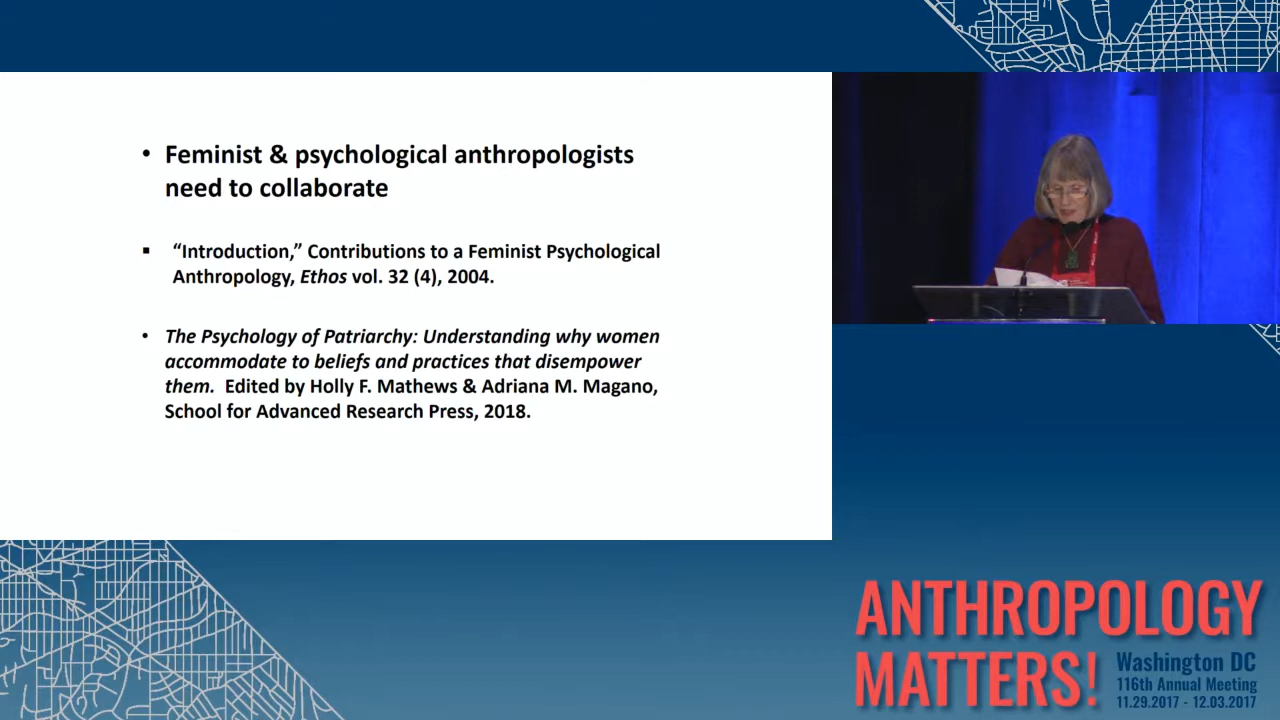 • Feminist & psychological anthropologists
need to collaborate
▪ “Introduction,” Contributions to a Feminist Psychological
Anthropology, Ethos vol. 32 (4), 2004.
• The Psychology of Patriarchy: Understanding why women
accommodate to beliefs and practices that disempower
them. Edited by Holly F. Mathews & Adriana M. Magano,
School for Advanced Research Press, 2018.
ANTHROPOLOGY
MATTERS!
Washington DC
116th Annual Meeting
11.29.2017 - 12.03.2017